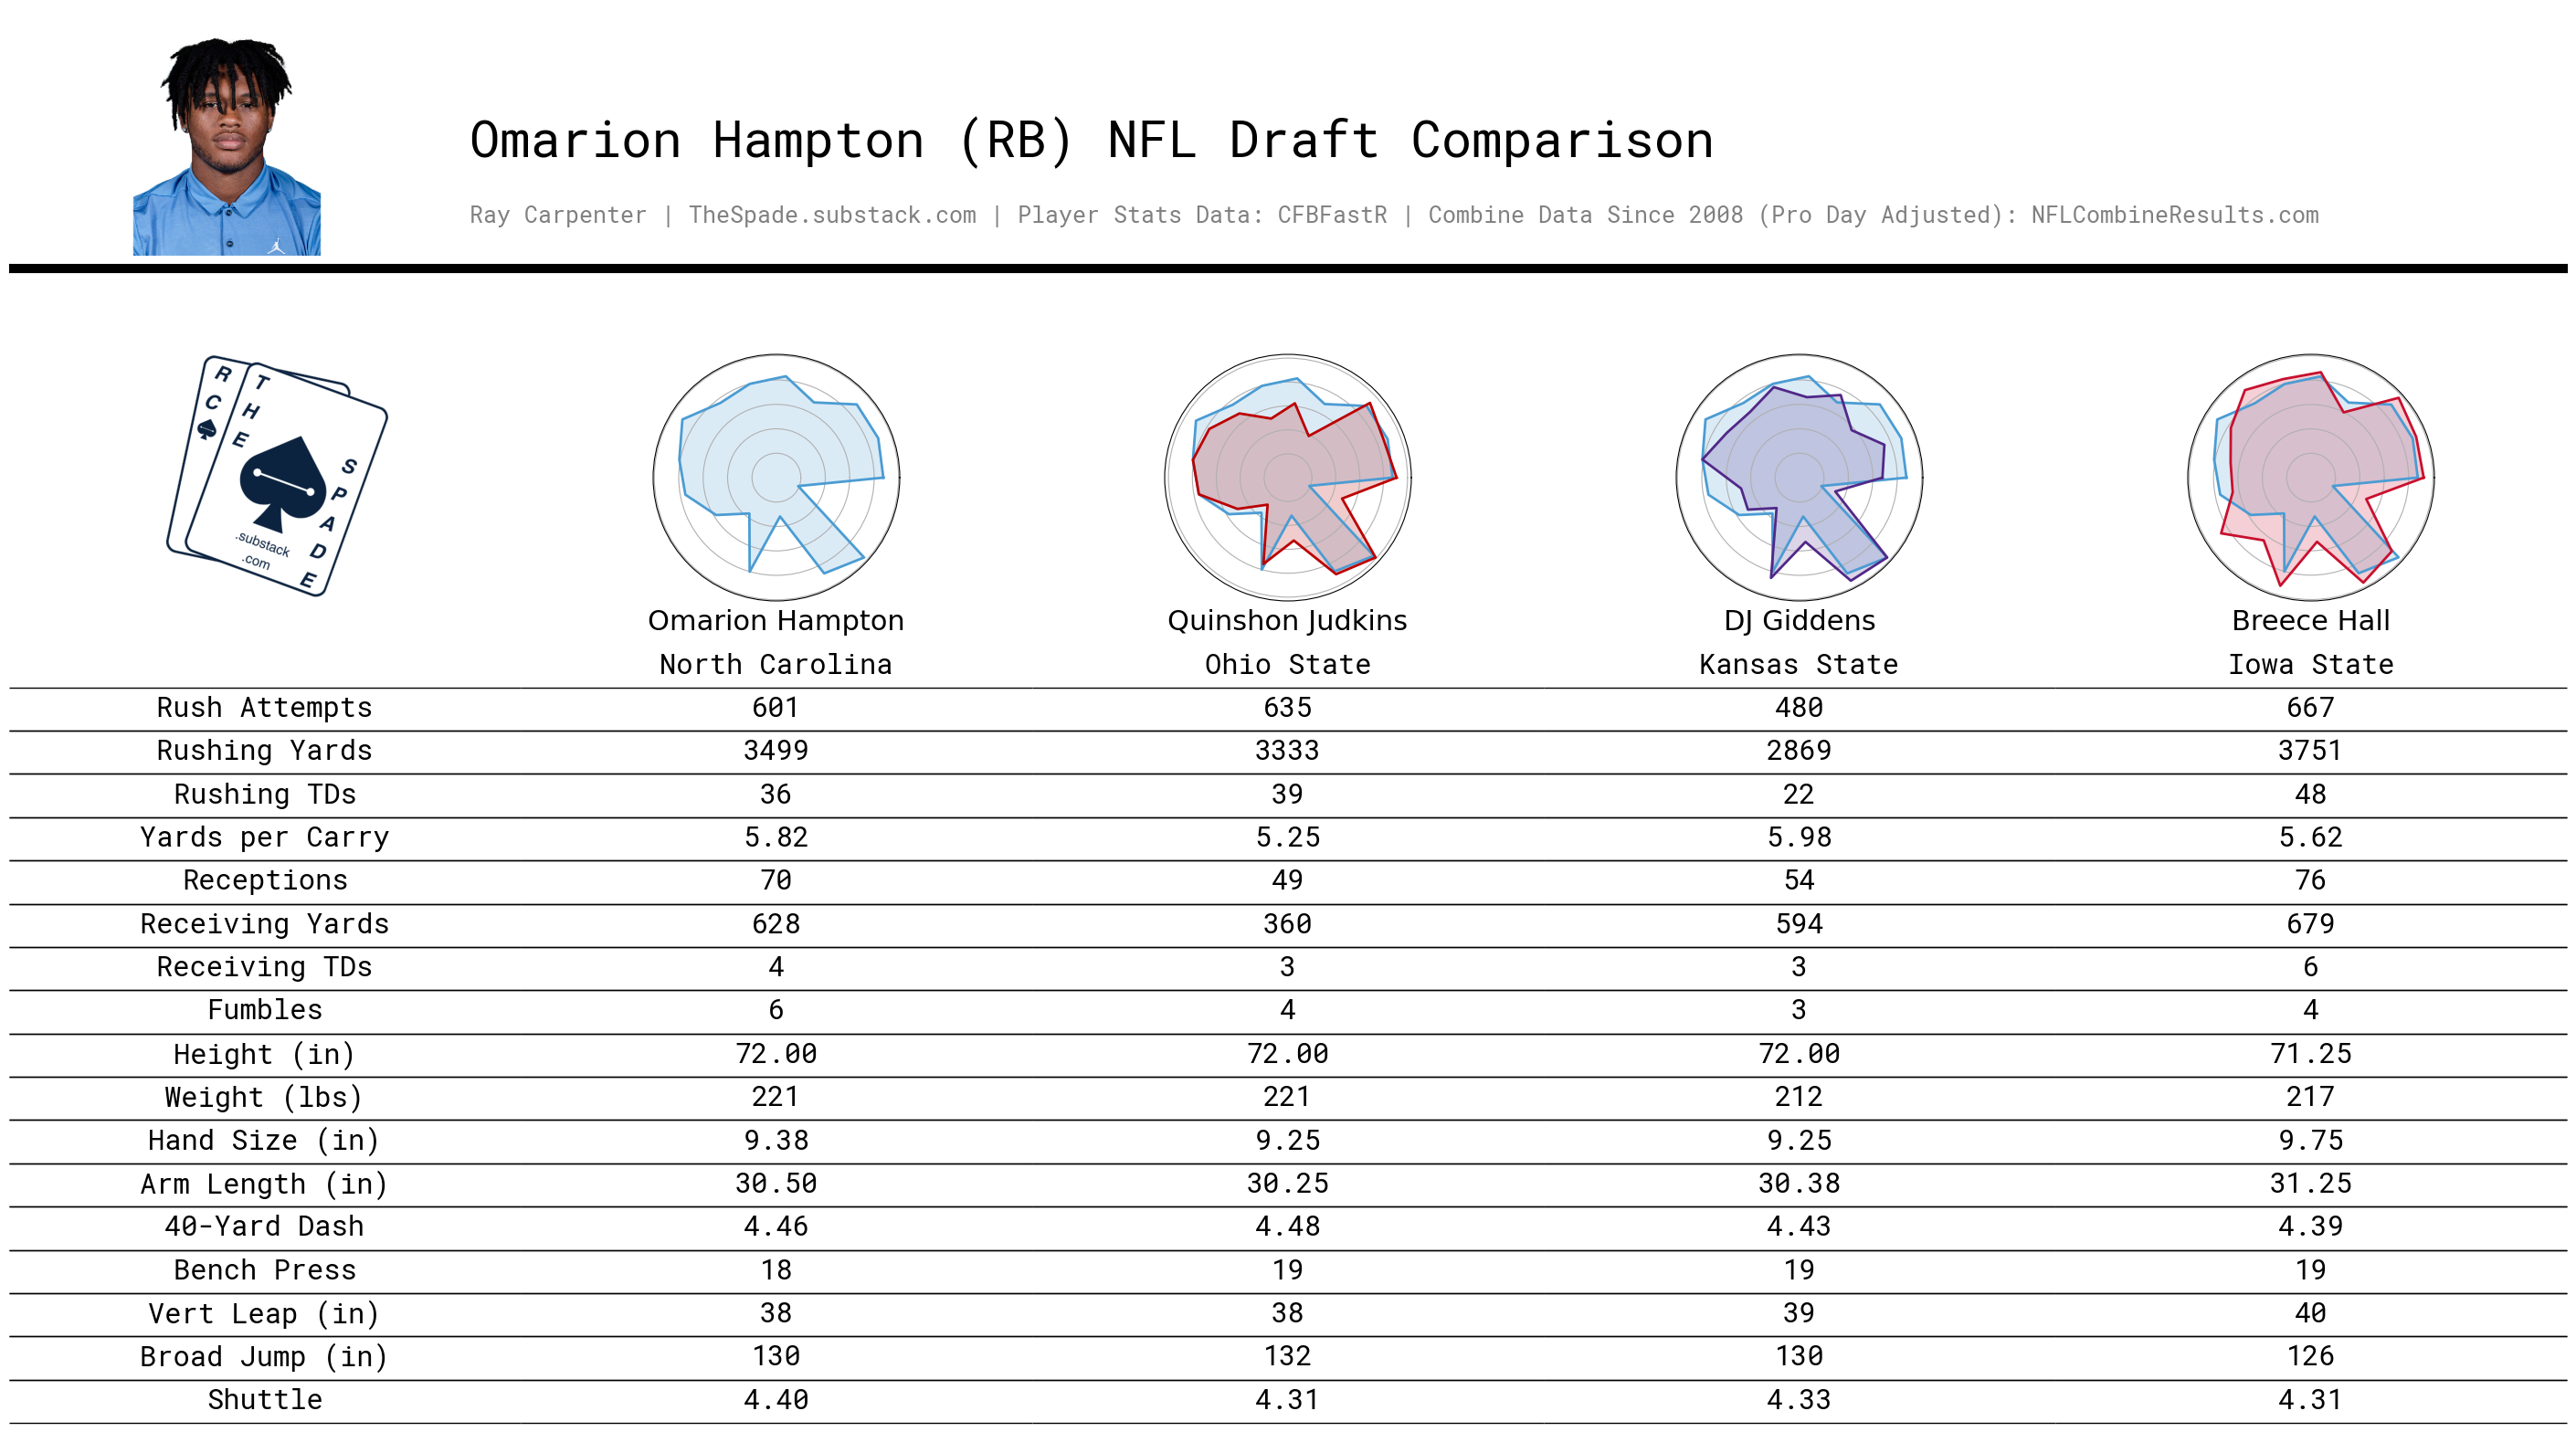 Omarion Hampton (RB) NFL Draft Comparison
Ray Carpenter | TheSpade.substack.com | Player Stats Data: CFBFastR | Combine Data Since 2008 (Pro Day Adjusted): NFLCombineResults.com
RC
THE
SPADE
.substack
.com
Omarion Hampton Quinshon Judkins DJ Giddens Breece Hall
North Carolina Ohio State Kansas State Iowa State
Rush Attempts 601 635 480 667
Rushing Yards 3499 3333 2869 3751
Rushing TDs 36 39 22 48
Yards per Carry 5.82 5.25 5.98 5.62
Receptions 70 49 54 76
Receiving Yards 628 360 594 679
Receiving TDs 4 3 3 6
Fumbles 6 4 3 4
Height (in) 72.00 72.00 72.00 71.25
Weight (lbs) 221 221 212 217
Hand Size (in) 9.38 9.25 9.25 9.75
Arm Length (in) 30.50 30.25 30.38 31.25
40-Yard Dash 4.46 4.48 4.43 4.39
Bench Press 18 19 19 19
Vert Leap (in) 38 38 39 40
Broad Jump (in) 130 132 130 126
Shuttle 4.40 4.31 4.33 4.31